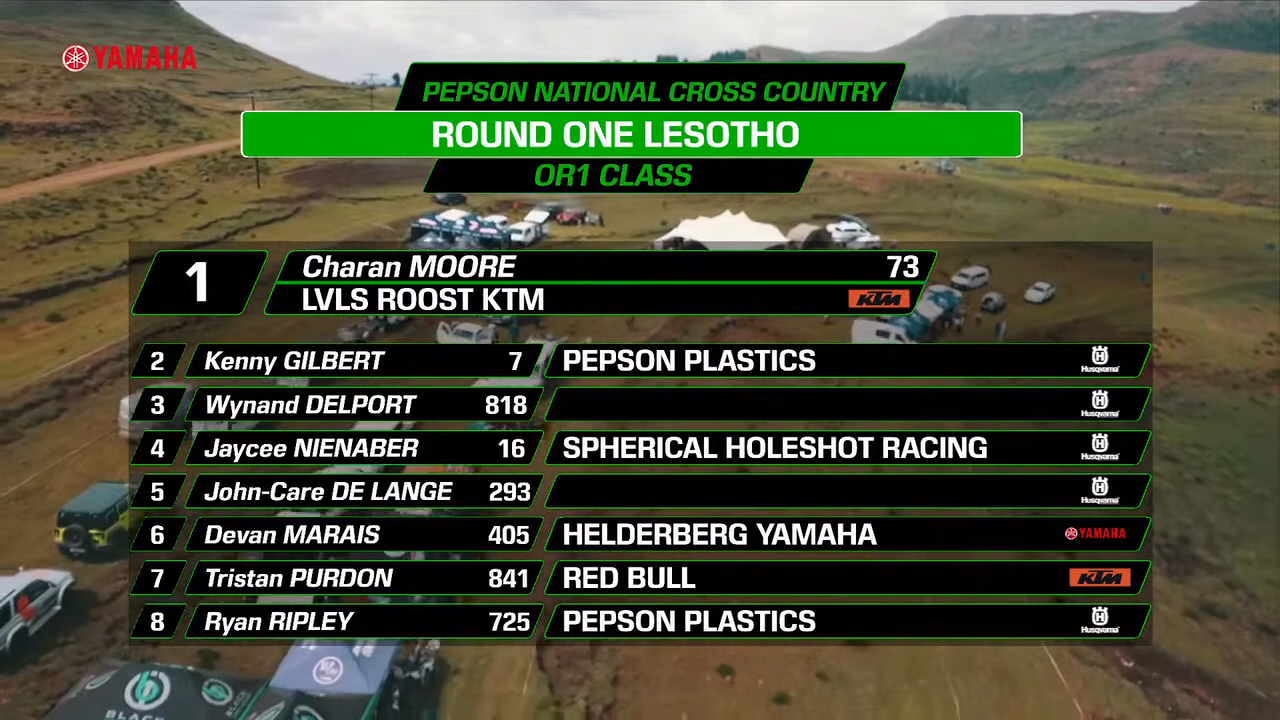 YAMAHA
PEPSON NATIONAL CROSS COUNTRY
ROUND ONE LESOTHO
OR1 CLASS
1 Charan MOORE 73
LVLS ROOST KTM KTM
2 Kenny GILBERT 7 PEPSON PLASTICS Husqvarna
3 Wynand DELPORT 818 Husqvarna
4 Jaycee NIENABER 16 SPHERICAL HOLESHOT RACING Husqvarna
5 John-Care DE LANGE 293 Husqvarna
6 Devan MARAIS 405 HELDERBERG YAMAHA YAMAHA
7 Tristan PURDON 841 RED BULL KTM
8 Ryan RIPLEY 725 PEPSON PLASTICS Husqvarna
BLACK